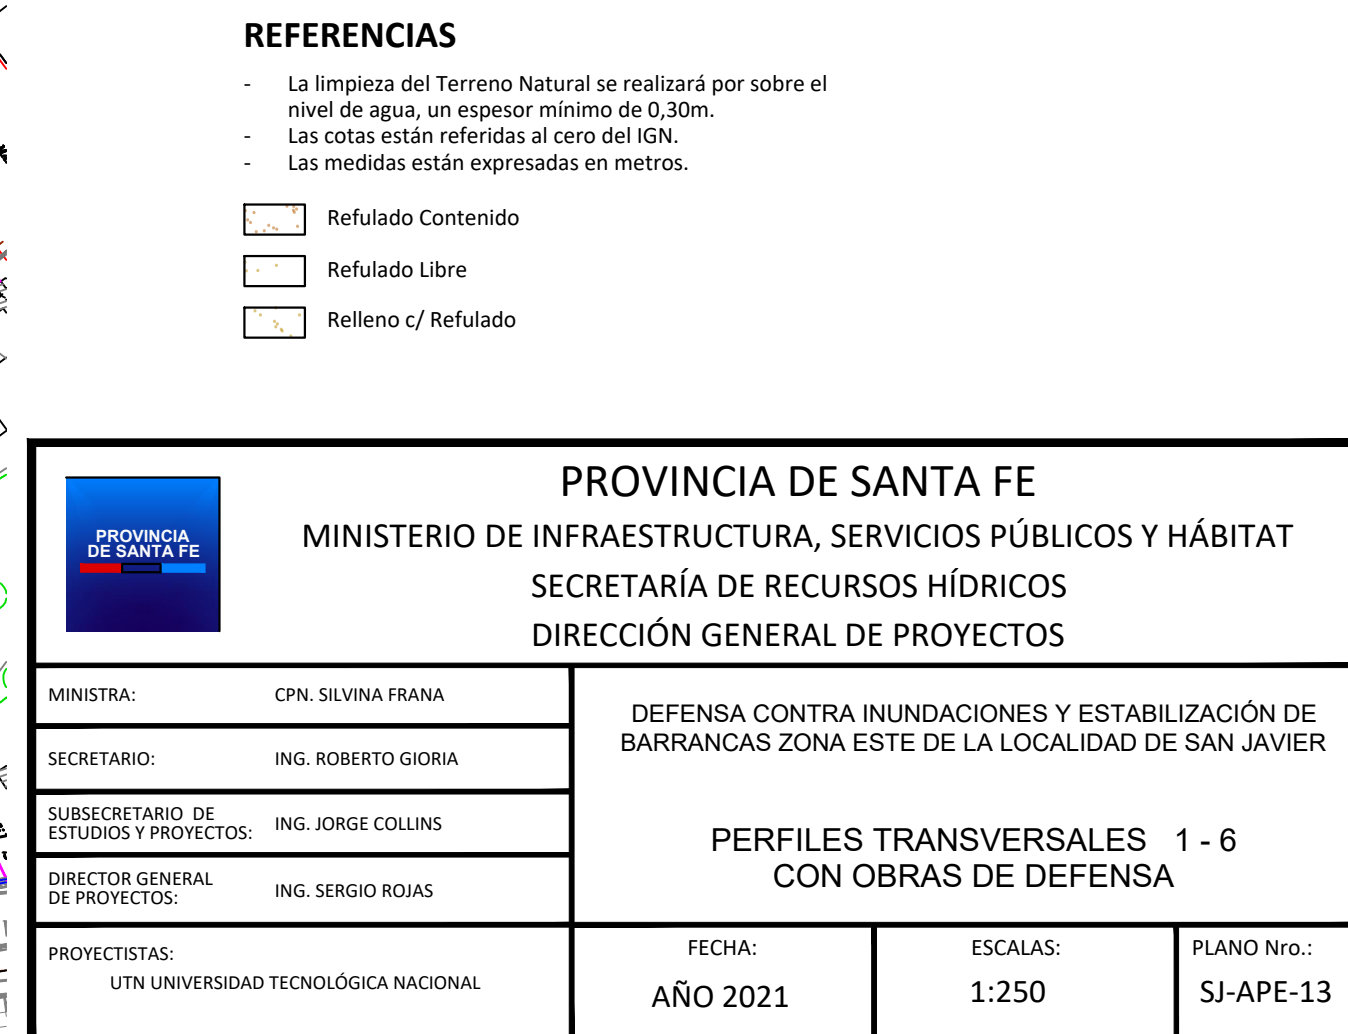 REFERENCIAS
- La limpieza del Terreno Natural se realizará por sobre el
nivel de agua, un espesor mínimo de 0,30m.
- Las cotas están referidas al cero del IGN.
- Las medidas están expresadas en metros.
Refulado Contenido
Refulado Libre
Relleno c/ Refulado
PROVINCIA
DE SANTA FE
PROVINCIA DE SANTA FE
MINISTERIO DE INFRAESTRUCTURA, SERVICIOS PÚBLICOS Y HÁBITAT
SECRETARÍA DE RECURSOS HÍDRICOS
DIRECCIÓN GENERAL DE PROYECTOS
MINISTRA: CPN. SILVINA FRANA
SECRETARIO: ING. ROBERTO GIORIA
SUBSECRETARIO DE
ESTUDIOS Y PROYECTOS: ING. JORGE COLLINS
DIRECTOR GENERAL
DE PROYECTOS: ING. SERGIO ROJAS
DEFENSA CONTRA INUNDACIONES Y ESTABILIZACIÓN DE
BARRANCAS ZONA ESTE DE LA LOCALIDAD DE SAN JAVIER
PERFILES TRANSVERSALES 1 - 6
CON OBRAS DE DEFENSA
PROYECTISTAS:
UTN UNIVERSIDAD TECNOLÓGICA NACIONAL
FECHA:
AÑO 2021
ESCALAS:
1:250
PLANO Nro.:
SJ-APE-13